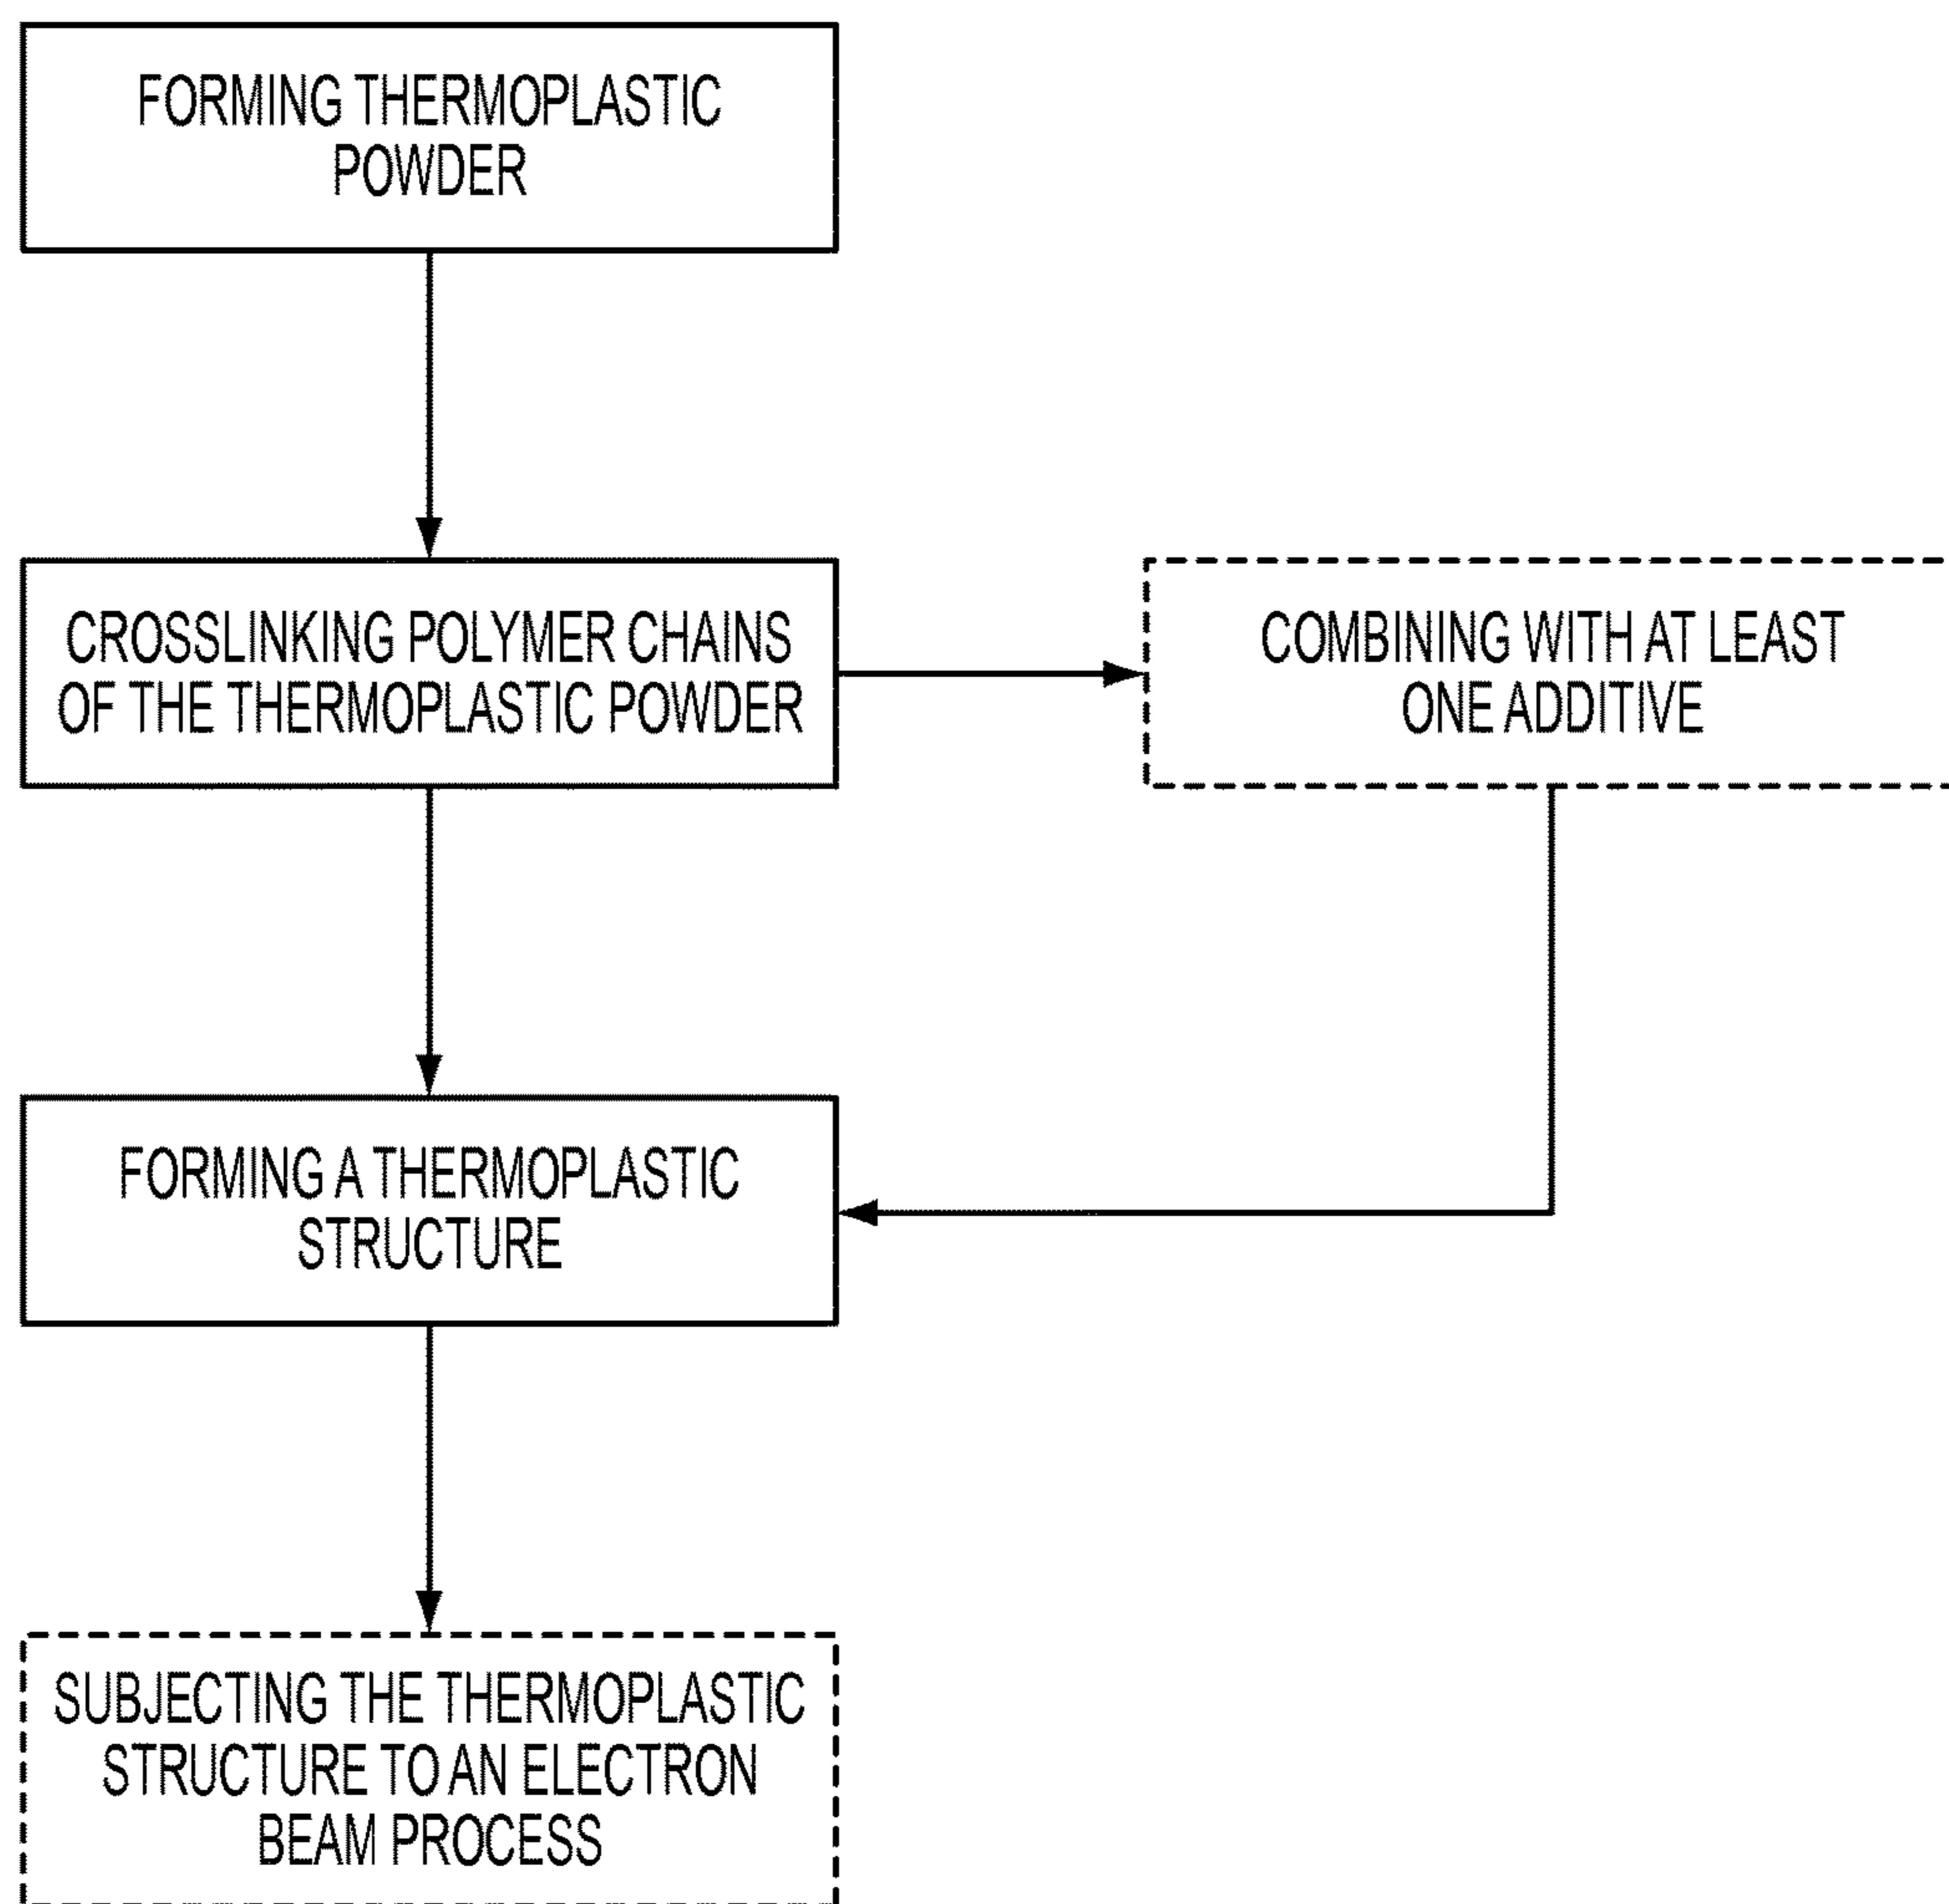 FORMING THERMOPLASTIC
POWDER
CROSSLINKING POLYMER CHAINS
OF THE THERMOPLASTIC POWDER
COMBINING WITH AT LEAST
ONE ADDITIVE
FORMING A THERMOPLASTIC
STRUCTURE
SUBJECTING THE THERMOPLASTIC
STRUCTURE TO AN ELECTRON
BEAM PROCESS